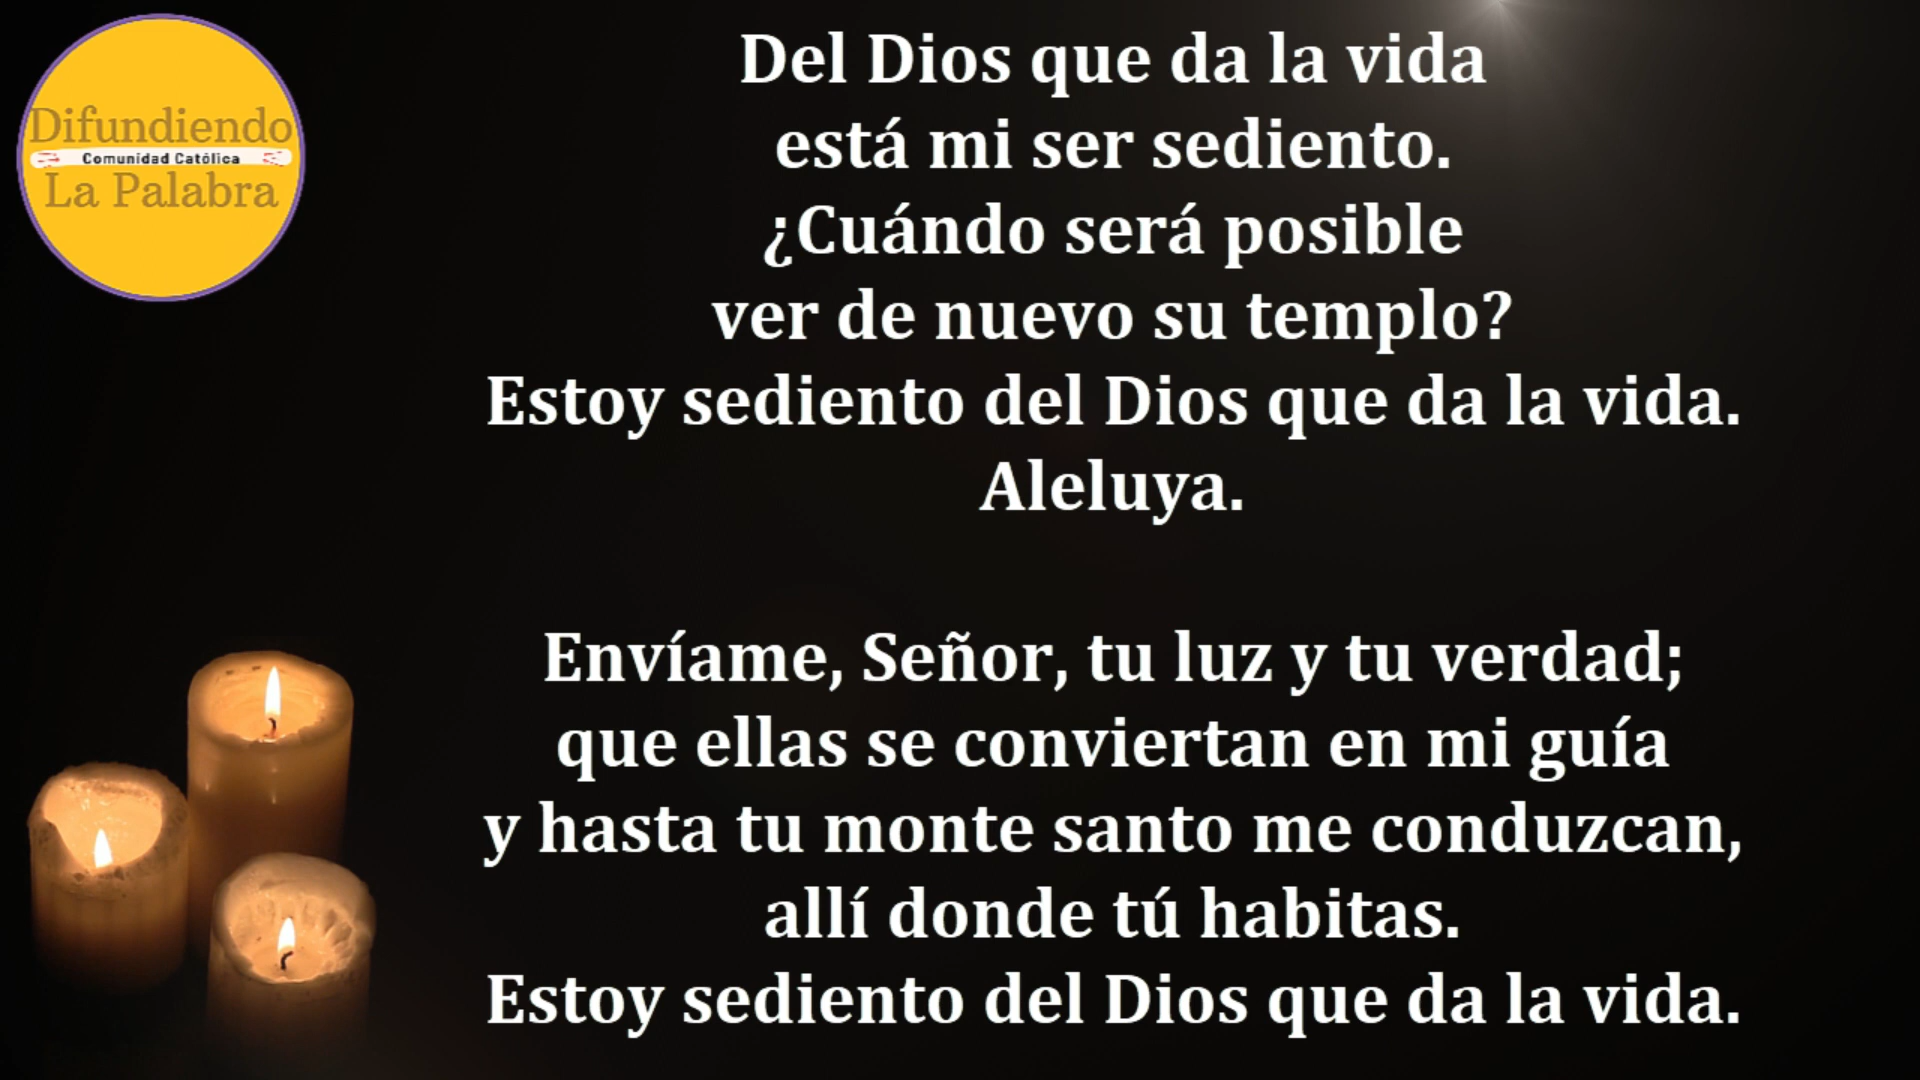 Difundiendo
Comunidad Católica
La Palabra
Del Dios que da la vida
está mi ser sediento.
¿Cuándo será posible
ver de nuevo su templo?
Estoy sediento del Dios que da la vida.
Aleluya.
Envíame, Señor, tu luz y tu verdad;
que ellas se conviertan en mi guía
y hasta tu monte santo me conduzcan,
allí donde tú habitas.
Estoy sediento del Dios que da la vida.